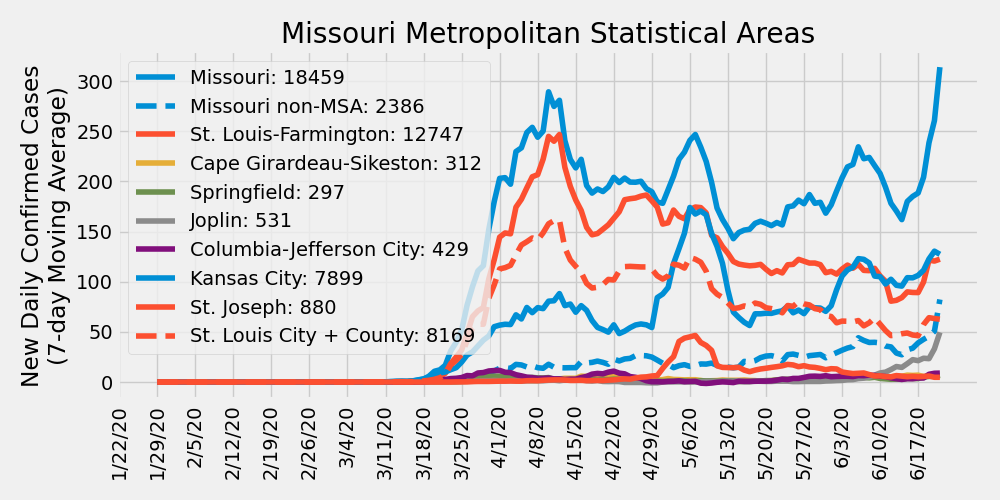 Missouri Metropolitan Statistical Areas
New Daily Confirmed Cases
(7-day Moving Average)
300
250
200
150
100
50
0
Missouri: 18459
Missouri non-MSA: 2386
St. Louis-Farmington: 12747
Cape Girardeau-Sikeston: 312
Springfield: 297
Joplin: 531
Columbia-Jefferson City: 429
Kansas City: 7899
St. Joseph: 880
St. Louis City + County: 8169
1/22/20
1/29/20
2/5/20
2/12/20
2/19/20
2/26/20
3/4/20
3/11/20
3/18/20
3/25/20
4/1/20
4/8/20
4/15/20
4/22/20
4/29/20
5/6/20
5/13/20
5/20/20
5/27/20
6/3/20
6/10/20
6/17/20